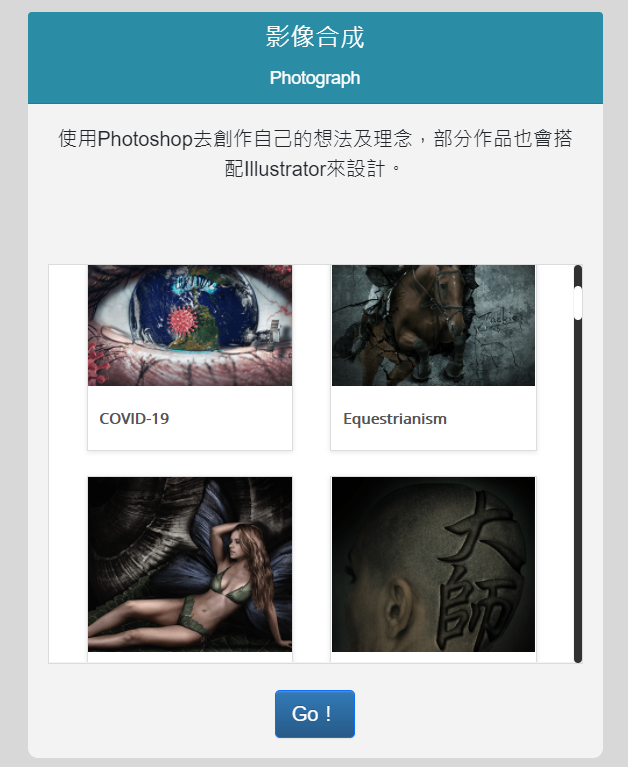 影像合成
Photograph
使用Photoshop去創作自己的想法及理念，部分作品也會搭
配Illustrator來設計。
COVID-19
Equestrianism
大師
Go！